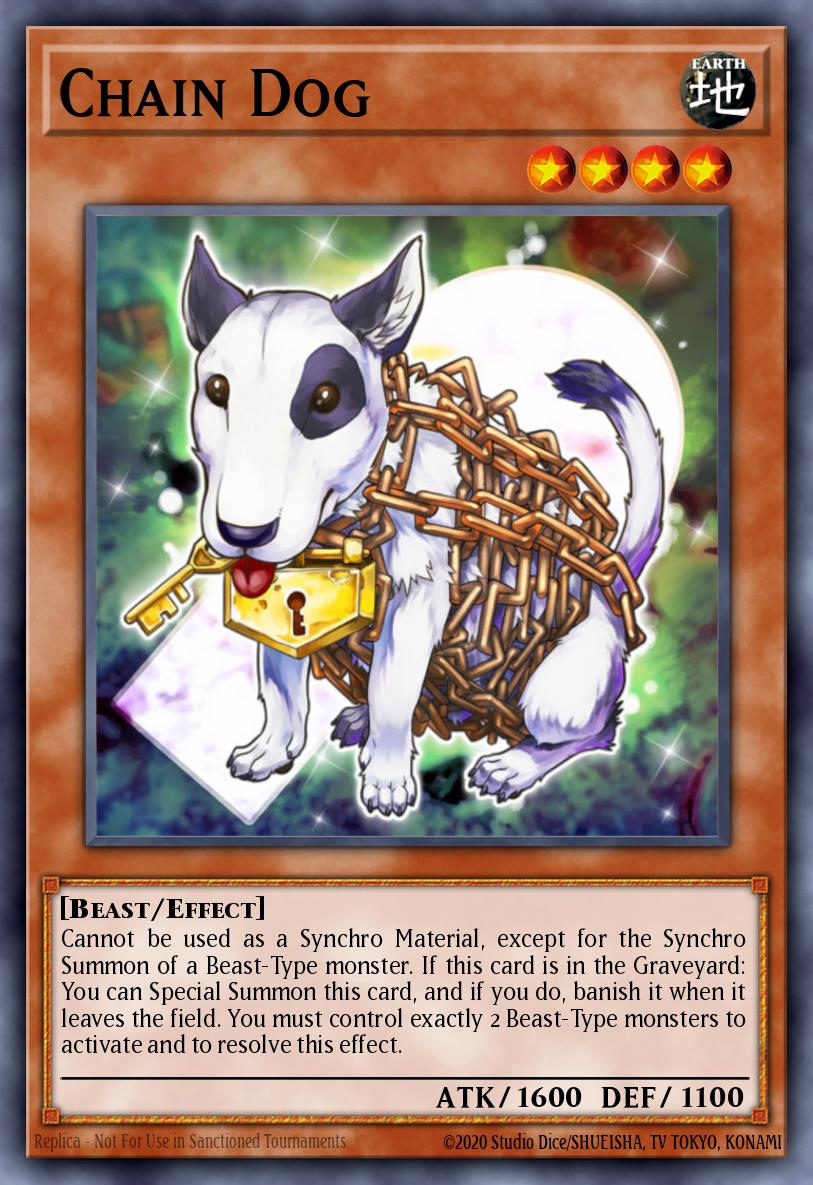 Chain Dog
EARTH
地
[Beast/Effect]
Cannot be used as a Synchro Material, except for the Synchro
Summon of a Beast-Type monster. If this card is in the Graveyard:
You can Special Summon this card, and if you do, banish it when it
leaves the field. You must control exactly 2 Beast-Type monsters to
activate and to resolve this effect.
ATK/1600 DEF/1100
Replica - Not For Use in Sanctioned Tournaments.
©2020 Studio Dice/SHUEISHA, TV TOKYO, KONAMI